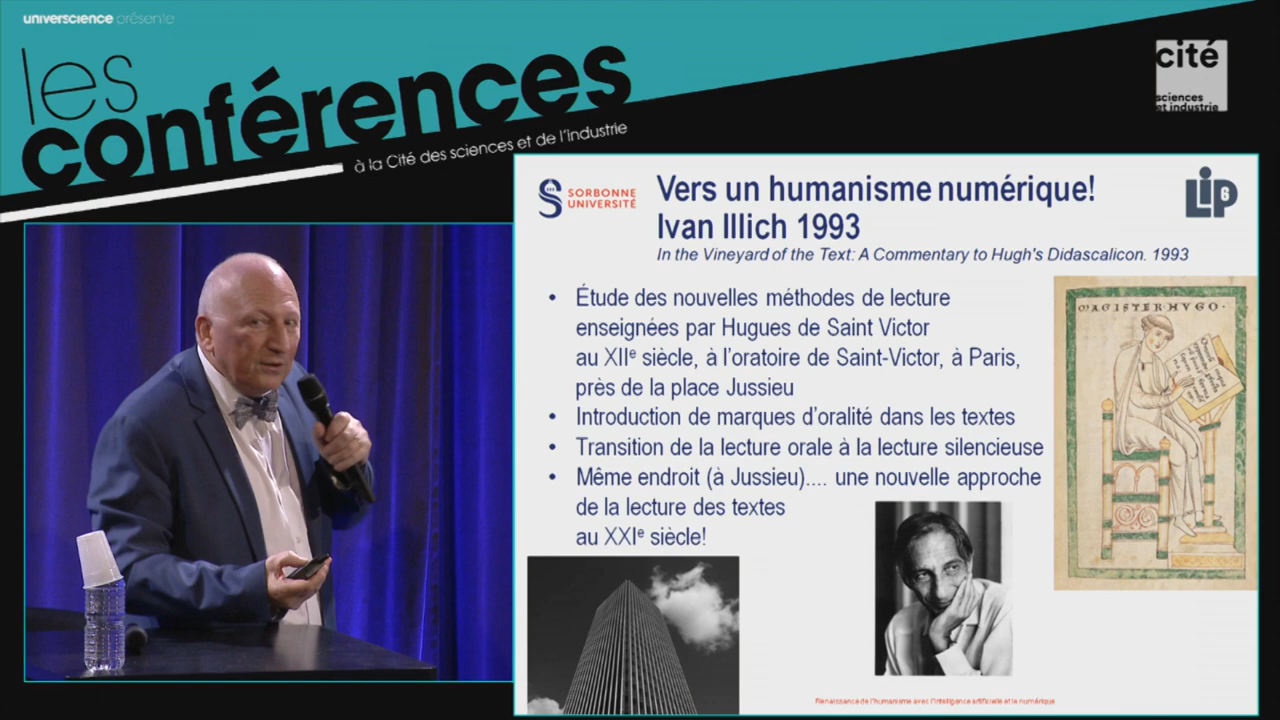 universcience présente
les
conférences
à la Cité des sciences et de l'industrie
cité
sciences
et industrie
SORBONNE
UNIVERSITÉ
Vers un humanisme numérique!
Ivan Illich 1993
In the Vineyard of the Text: A Commentary to Hugh's Didascalicon. 1993
LIP6
• Étude des nouvelles méthodes de lecture
enseignées par Hugues de Saint Victor
au XIIe siècle, à l'oratoire de Saint-Victor, à Paris,
près de la place Jussieu
• Introduction de marques d'oralité dans les textes
• Transition de la lecture orale à la lecture silencieuse
• Même endroit (à Jussieu).... une nouvelle approche
de la lecture des textes
au XXIe siècle!
MAGISTER HVGO·
Renaissance de l'humanisme avec l'intelligence artificielle et le numérique